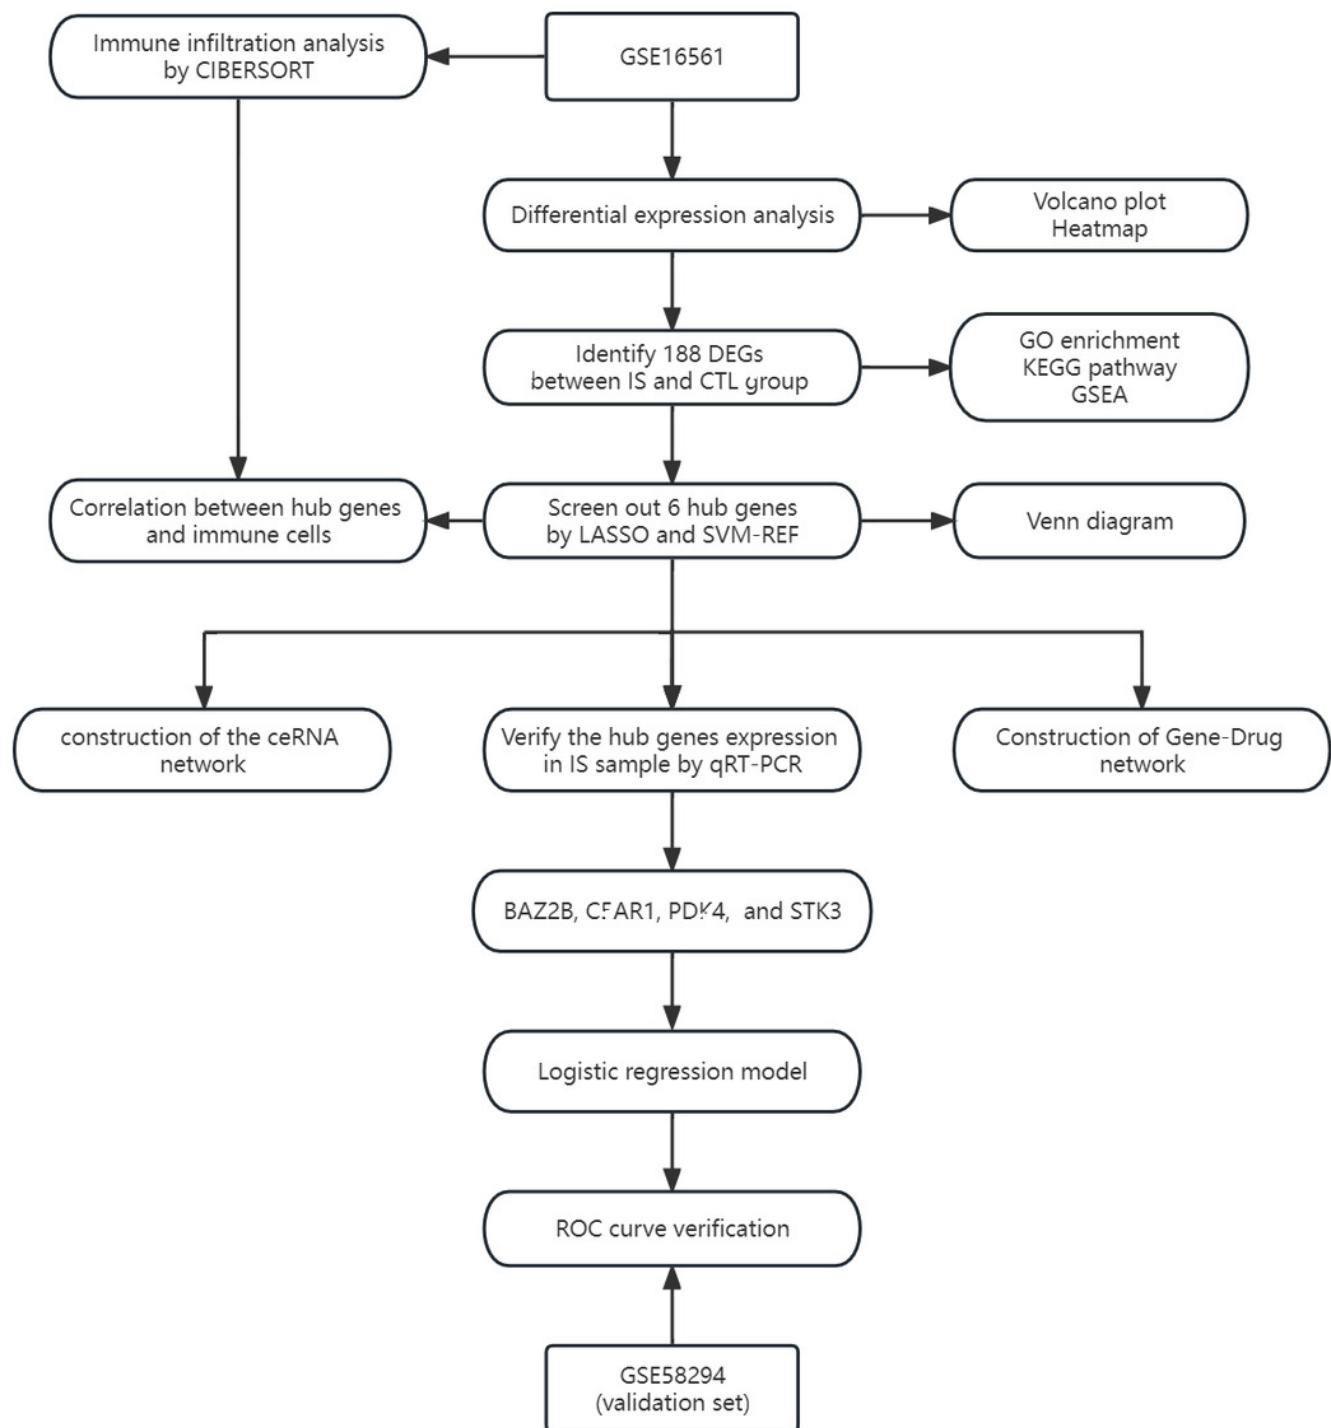 Immune infiltration analysis
by CIBERSORT
GSE16561
Differential expression analysis
Volcano plot
Heatmap
Identify 188 DEGs
between IS and CTL group
GO enrichment
KEGG pathway
GSEA
Correlation between hub genes
and immune cells
Screen out 6 hub genes
by LASSO and SVM-REF
Venn diagram
construction of the ceRNA
network
Verify the hub genes expression
in IS sample by qRT-PCR
Construction of Gene-Drug
network
BAZ2B, C5AR1, PDK4, and STK3
Logistic regression model
ROC curve verification
GSE58294
(validation set)